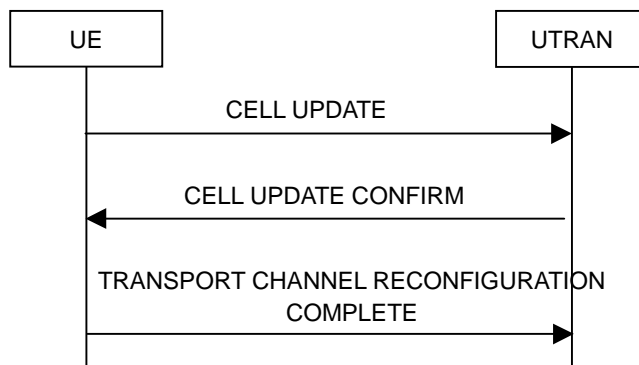 UE
UTRAN
CELL UPDATE
CELL UPDATE CONFIRM
TRANSPORT CHANNEL RECONFIGURATION
COMPLETE